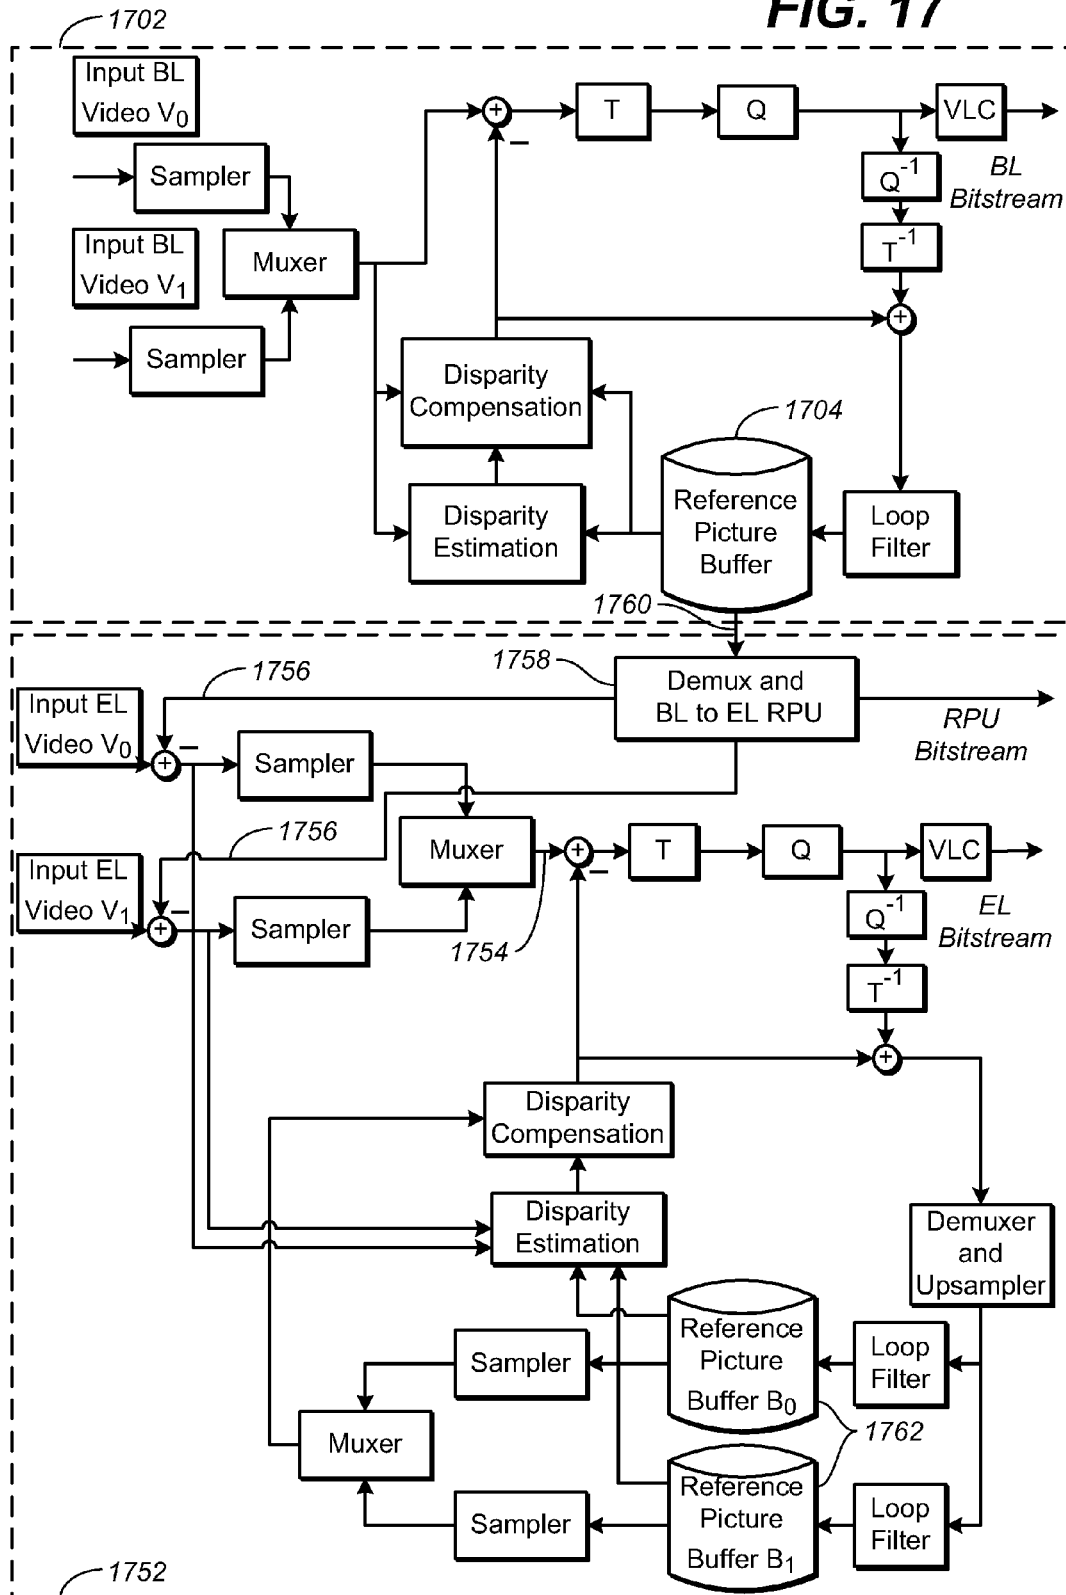 FIG. 17
1702
Input BL
Video V0
Sampler
Input BL
Video V1
Sampler
Muxer
+
−
T
Q
VLC
Q-1
T-1
BL
Bitstream
+
Disparity
Compensation
Disparity
Estimation
1704
Reference
Picture
Buffer
Loop
Filter
1760
1756
1758
Demux and
BL to EL RPU
RPU
Bitstream
Input EL
Video V0
−
+
Sampler
1756
Input EL
Video V1
−
+
Sampler
Muxer
1754
+
−
T
Q
VLC
Q-1
T-1
EL
Bitstream
+
Disparity
Compensation
Disparity
Estimation
Demuxer
and
Upsampler
Reference
Picture
Buffer B0
Loop
Filter
Sampler
Muxer
1762
Reference
Picture
Buffer B1
Loop
Filter
Sampler
1752